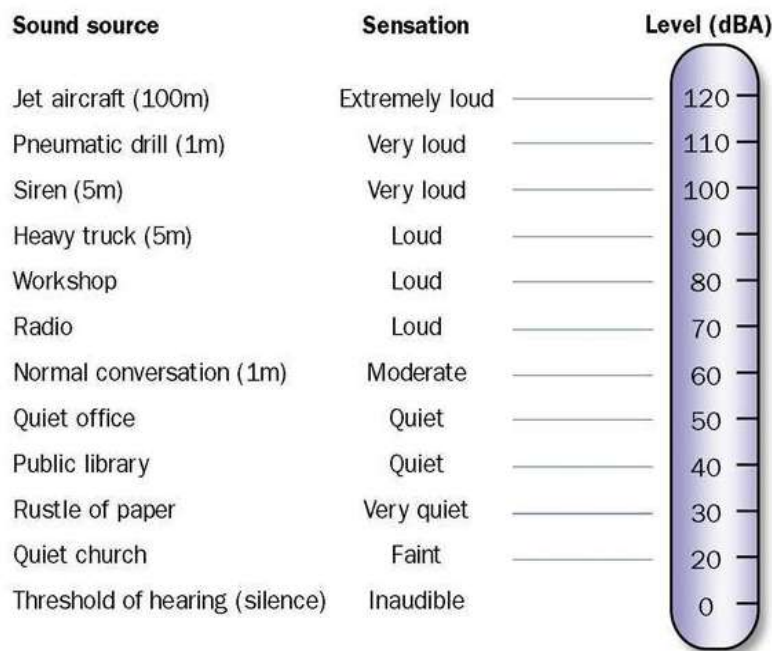 Sound source Sensation Level (dBA)
Jet aircraft (100m) Extremely loud 120
Pneumatic drill (1m) Very loud 110
Siren (5m) Very loud 100
Heavy truck (5m) Loud 90
Workshop Loud 80
Radio Loud 70
Normal conversation (1m) Moderate 60
Quiet office Quiet 50
Public library Quiet 40
Rustle of paper Very quiet 30
Quiet church Faint 20
Threshold of hearing (silence) Inaudible 0